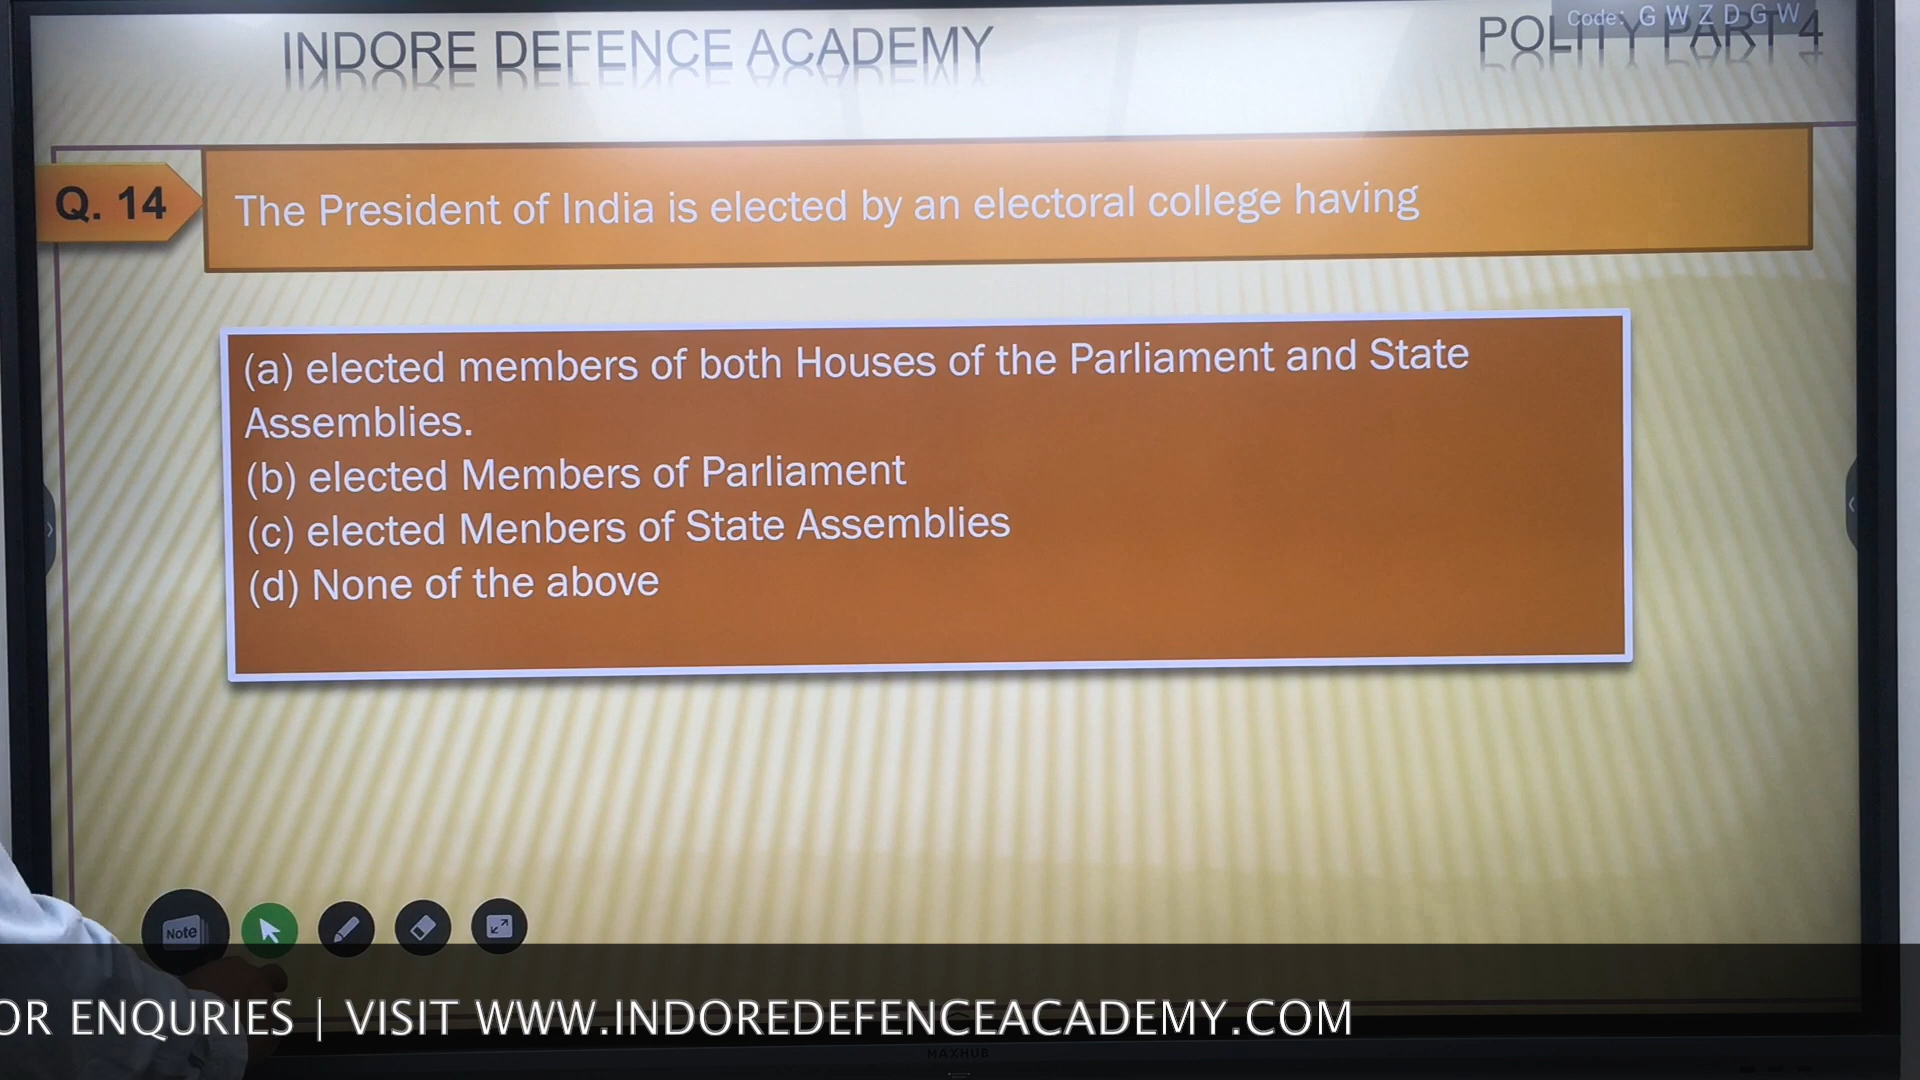 INDORE DEFENCE ACADEMY
POLITY PART 4
Code: G W Z D G W
Q. 14
The President of India is elected by an electoral college having
(a) elected members of both Houses of the Parliament and State
Assemblies.
(b) elected Members of Parliament
(c) elected Menbers of State Assemblies
(d) None of the above
Note
OR ENQURIES | VISIT WWW.INDOREDEFENCEACADEMY.COM
MAXHUB